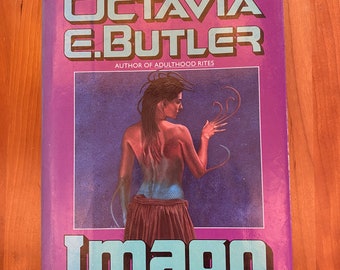 OCTAVIA
E.BUTLER
AUTHOR OF ADULTHOOD RITES
Imago